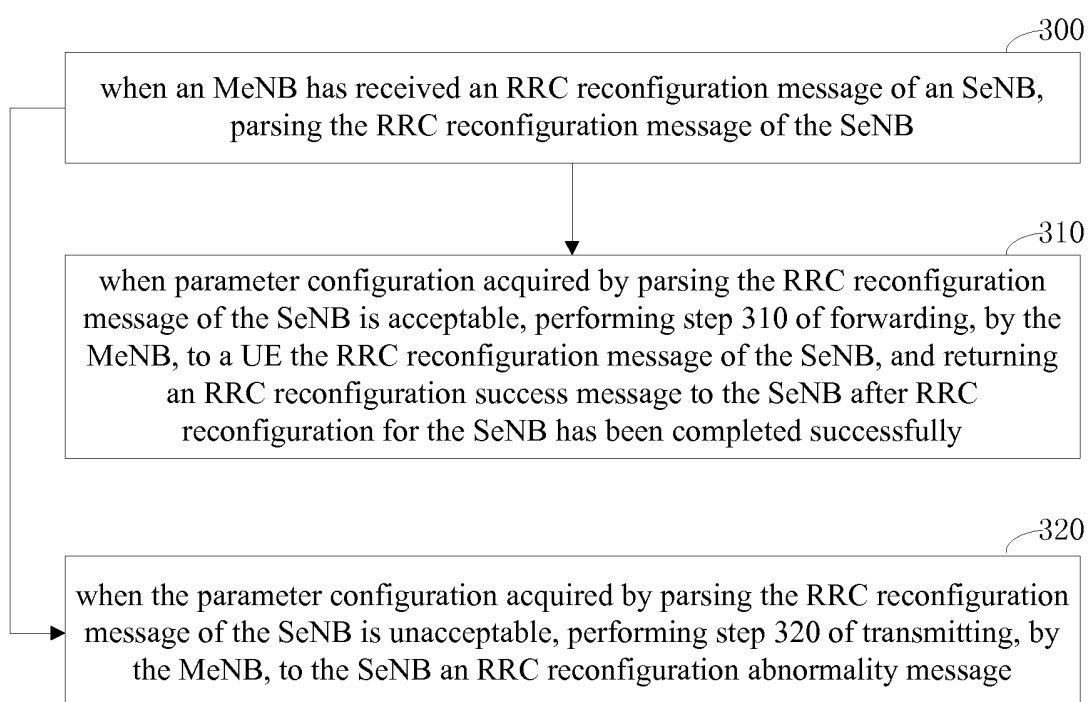 300
when an MeNB has received an RRC reconfiguration message of an SeNB,
parsing the RRC reconfiguration message of the SeNB
310
when parameter configuration acquired by parsing the RRC reconfiguration
message of the SeNB is acceptable, performing step 310 of forwarding, by the
MeNB, to a UE the RRC reconfiguration message of the SeNB, and returning
an RRC reconfiguration success message to the SeNB after RRC
reconfiguration for the SeNB has been completed successfully
320
when the parameter configuration acquired by parsing the RRC reconfiguration
message of the SeNB is unacceptable, performing step 320 of transmitting, by
the MeNB, to the SeNB an RRC reconfiguration abnormality message